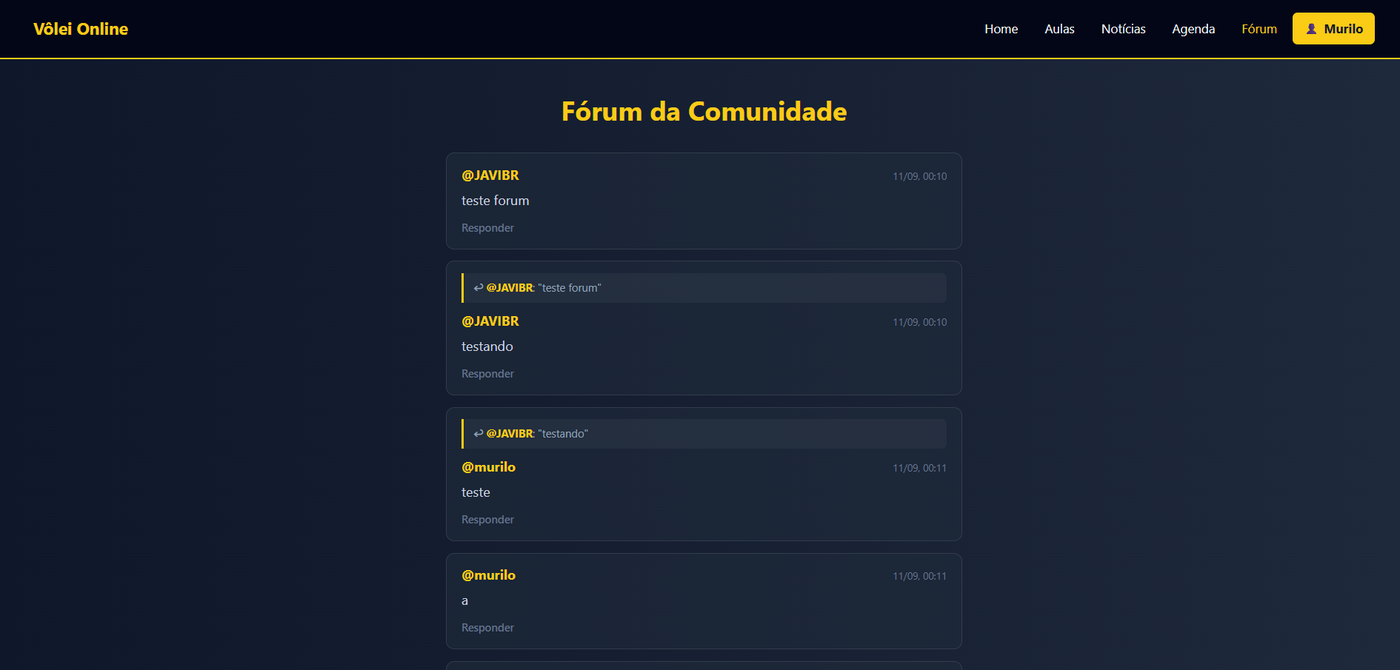 Vôlei Online
Home Aulas Notícias Agenda Fórum Murilo
Fórum da Comunidade
@JAVIBR 11/09, 00:10
teste forum
Responder
↩ @JAVIBR: "teste forum"
@JAVIBR 11/09, 00:10
testando
Responder
↩ @JAVIBR: "testando"
@murilo 11/09, 00:11
teste
Responder
@murilo 11/09, 00:11
a
Responder